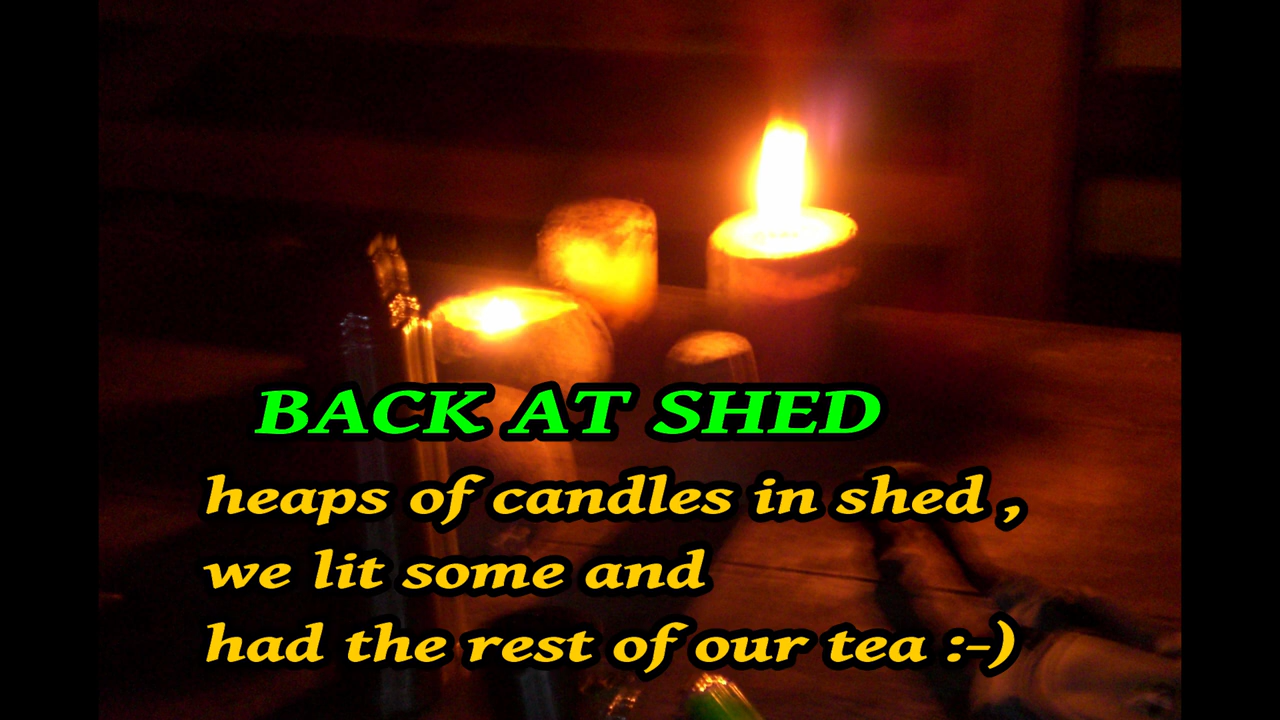 BACK AT SHED
heaps of candles in shed ,
we lit some and
had the rest of our tea :-)